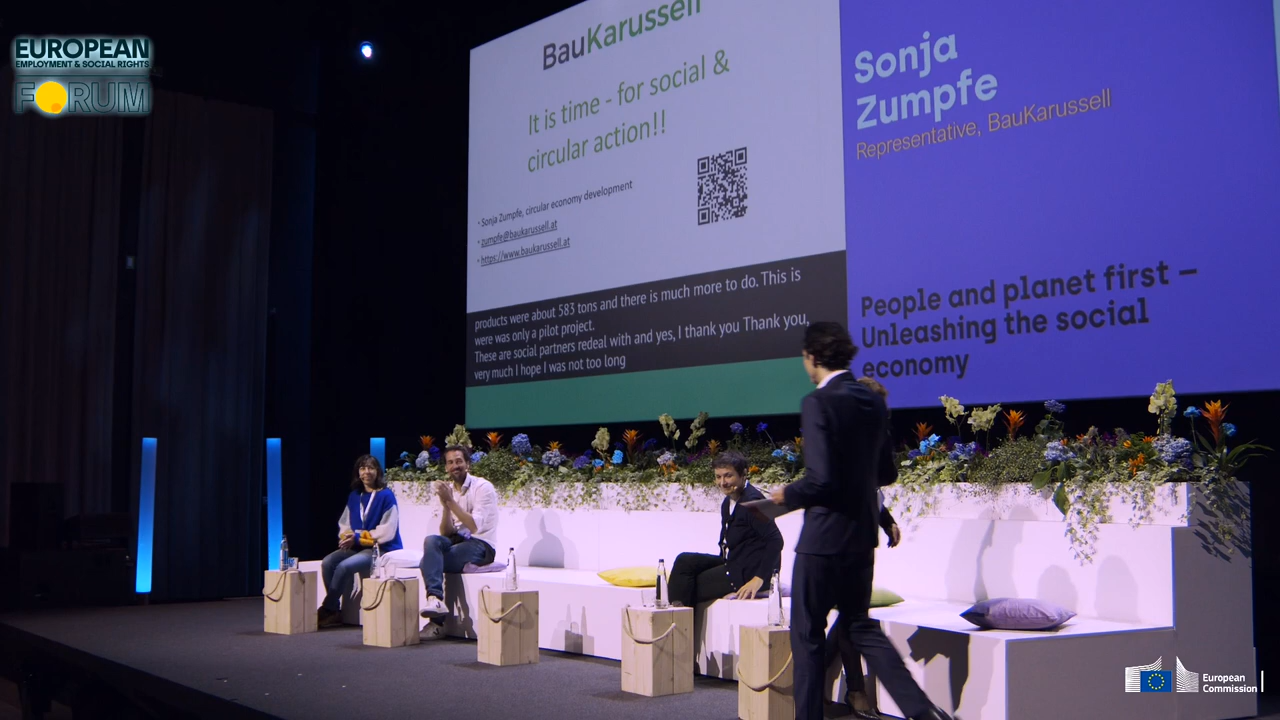 EUROPEAN
EMPLOYMENT & SOCIAL RIGHTS
FORUM
BauKarussell
It is time - for social &
circular action!!
- Sonja Zumpfe, circular economy development
- zumpfe@baukarussell.at
- https://www.baukarussell.at
products were about 583 tons and there is much more to do. This is
were was only a pilot project.
These are social partners redeal with and yes, I thank you Thank you,
very much I hope I was not too long
Sonja
Zumpfe
Representative, BauKarussell
People and planet first –
Unleashing the social
economy
European
Commission